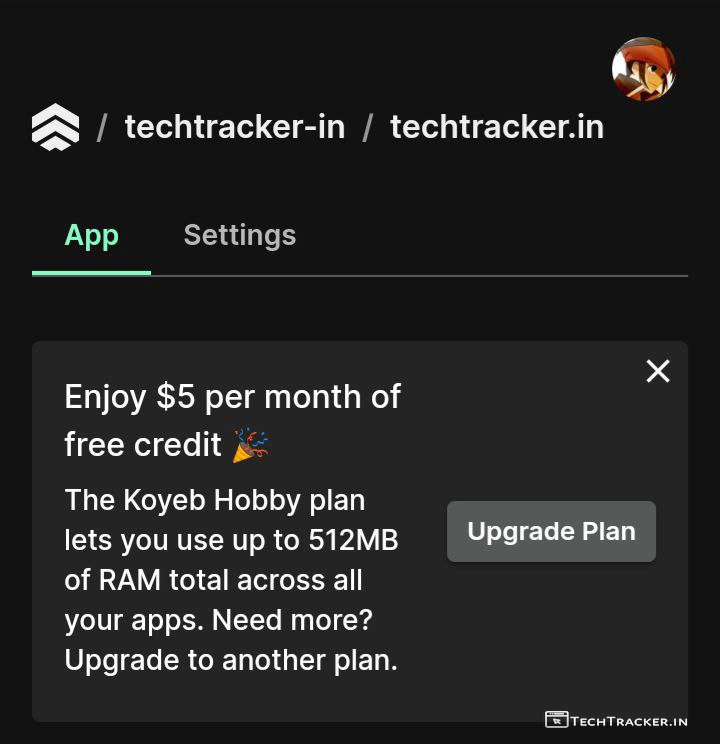 / techtracker-in / techtracker.in
App Settings
Enjoy $5 per month of
free credit 🎉
The Koyeb Hobby plan
lets you use up to 512MB
of RAM total across all
your apps. Need more?
Upgrade to another plan.
Upgrade Plan
TECHTRACKER.IN